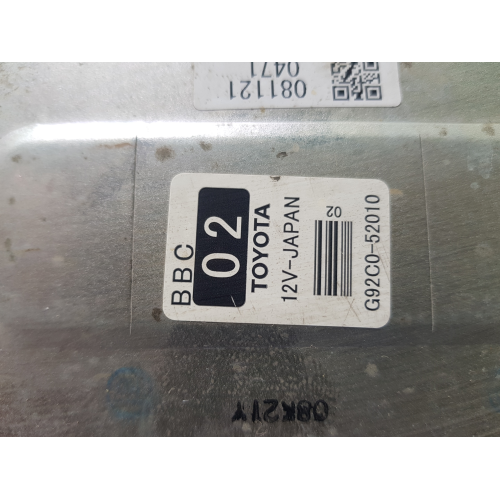 081121
0471
BBC
02
TOYOTA
12V-JAPAN
02
G92C0-52010
08K21Y